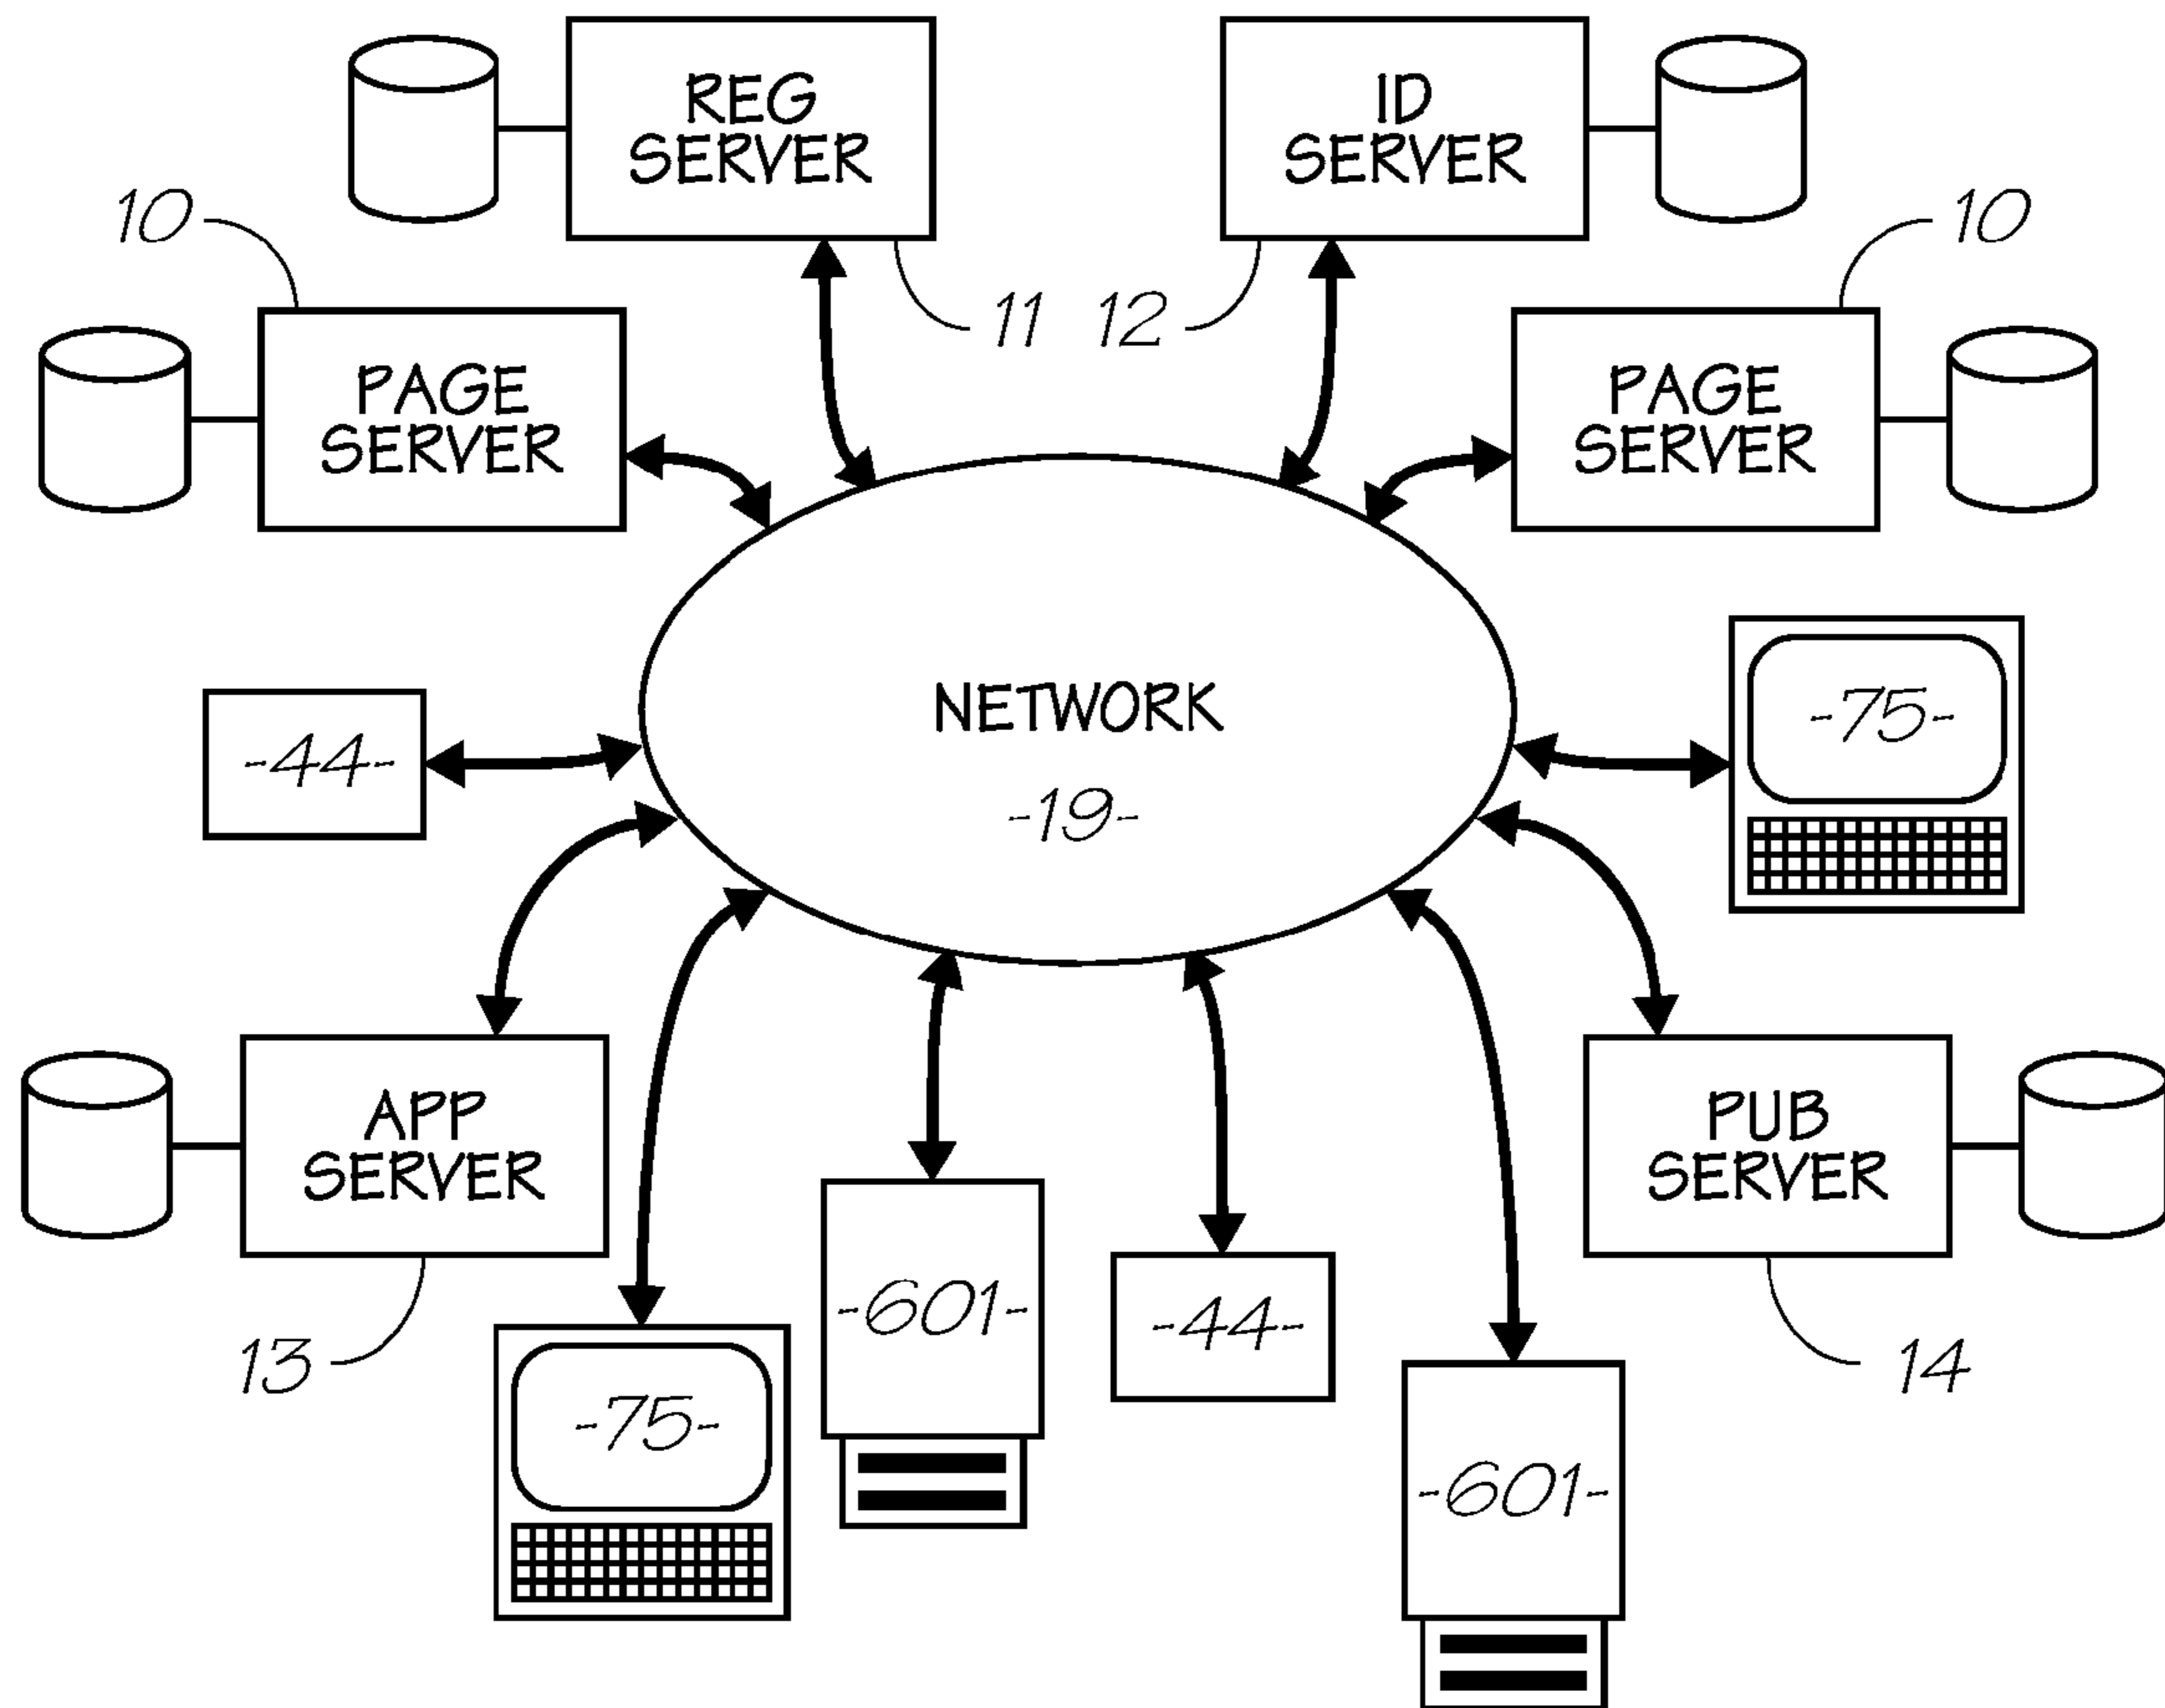 REG
SERVER
ID
SERVER
10
10
11
12
PAGE
SERVER
PAGE
SERVER
NETWORK
-19-
-75-
-44-
APP
SERVER
PUB
SERVER
-601-
-44-
13
14
-75-
-601-